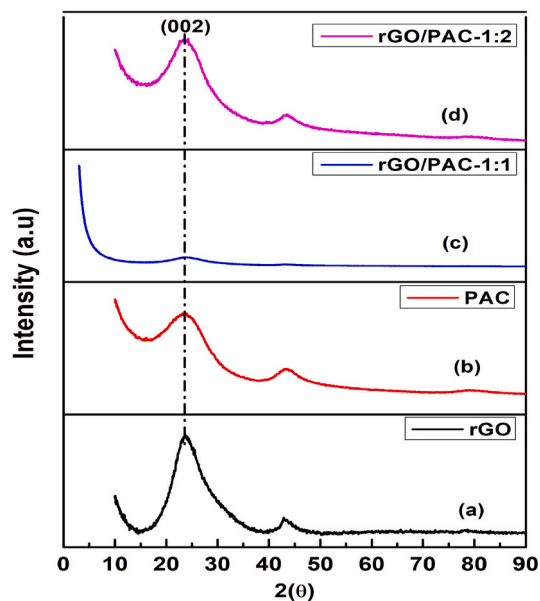 (002)
rGO/PAC-1:2
(d)
rGO/PAC-1:1
(c)
PAC
(b)
rGO
(a)
Intensity (a.u)
0 10 20 30 40 50 60 70 80 90
2(θ)